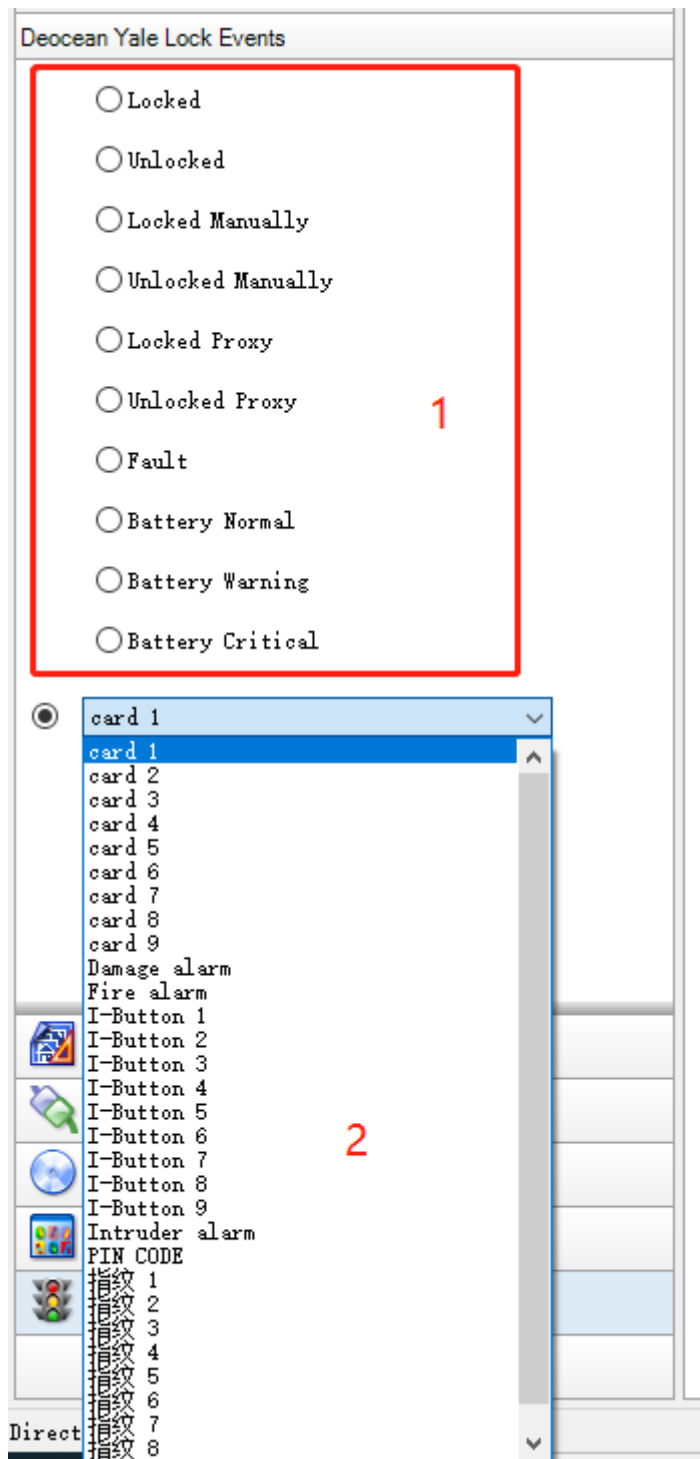 Deocean Yale Lock Events
Locked
Unlocked
Locked Manually
Unlocked Manually
Locked Proxy
Unlocked Proxy
1
Fault
Battery Normal
Battery Warning
Battery Critical
card 1
card 1
card 2
card 3
card 4
card 5
card 6
card 7
card 8
card 9
Damage alarm
Fire alarm
I-Button 1
I-Button 2
I-Button 3
I-Button 4
I-Button 5
I-Button 6
2
I-Button 7
I-Button 8
I-Button 9
Intruder alarm
PIN CODE
指纹 1
指纹 2
指纹 3
指纹 4
指纹 5
指纹 6
指纹 7
Direct
指纹 8